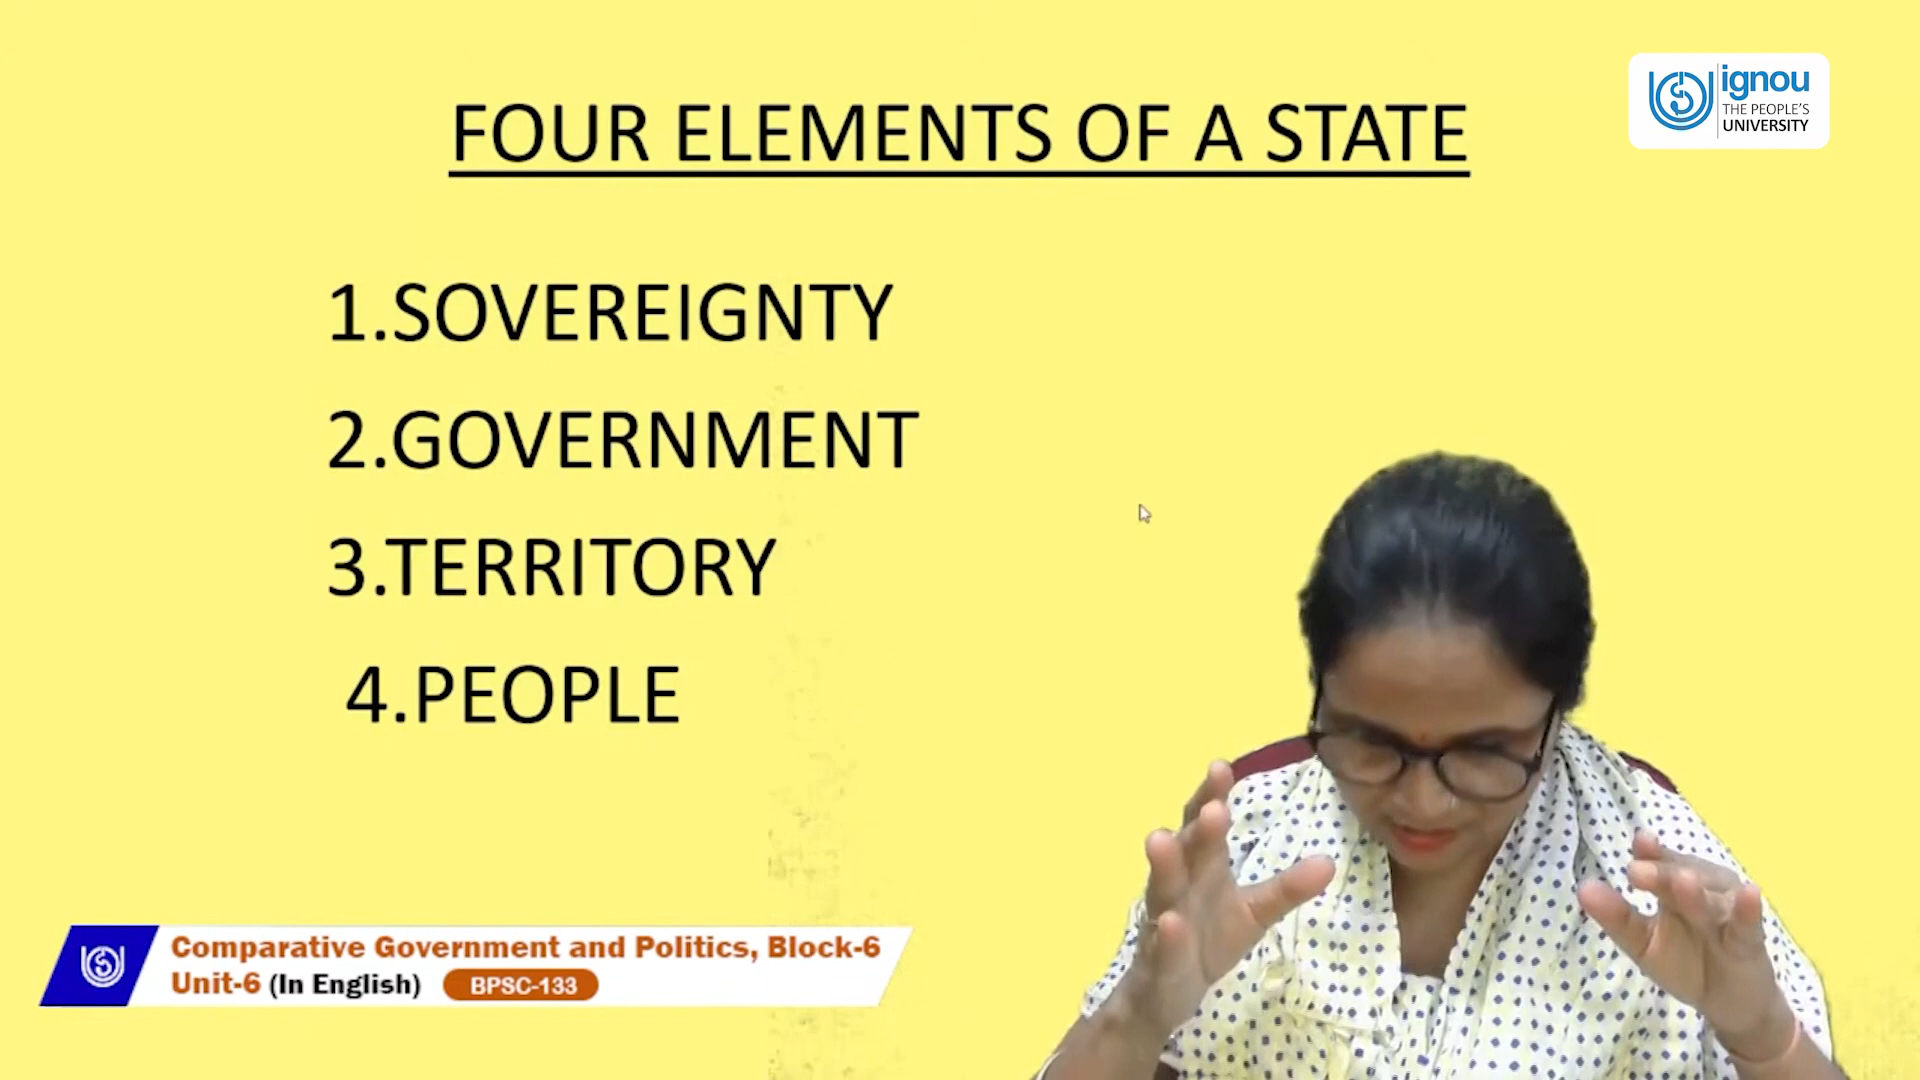 ignou
THE PEOPLE'S
UNIVERSITY
FOUR ELEMENTS OF A STATE
1.SOVEREIGNTY
2.GOVERNMENT
3.TERRITORY
4.PEOPLE
Comparative Government and Politics, Block-6
Unit-6 (In English) BPSC-133